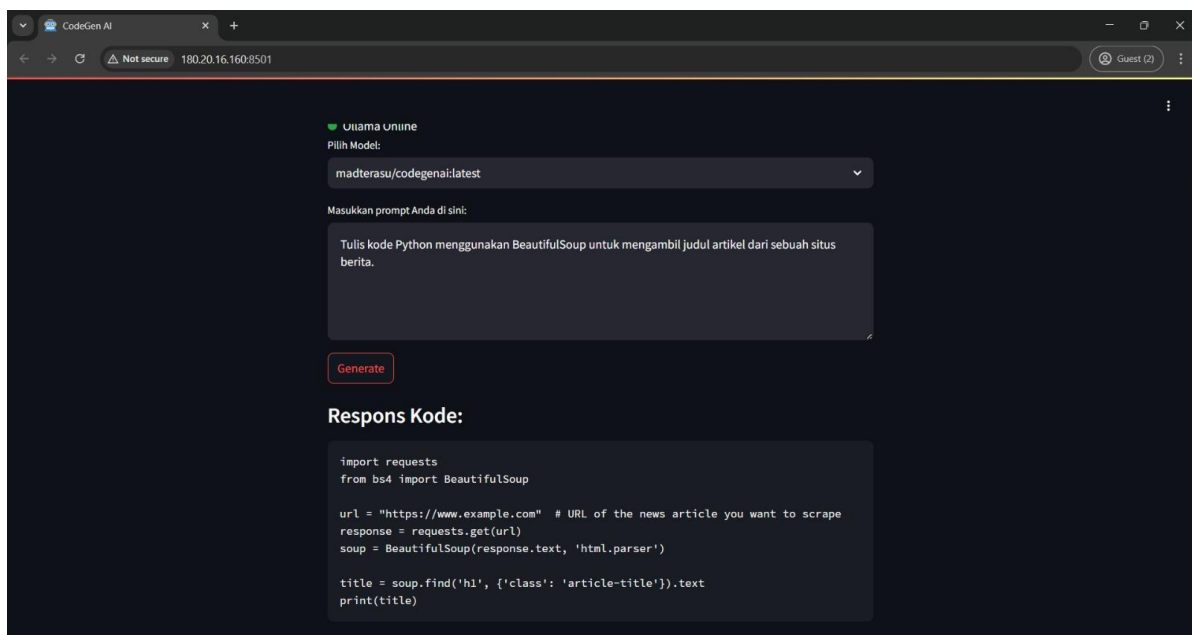 CodeGen AI
Not secure 180.20.16.160:8501
Guest (2)
Ollama Online
Pilih Model:
madterasu/codegenai:latest
Masukkan prompt Anda di sini:
Tulis kode Python menggunakan BeautifulSoup untuk mengambil judul artikel dari sebuah situs
berita.
Generate
Respons Kode:
import requests
from bs4 import BeautifulSoup
url = "https://www.example.com"  # URL of the news article you want to scrape
response = requests.get(url)
soup = BeautifulSoup(response.text, 'html.parser')
title = soup.find('h1', {'class': 'article-title'}).text
print(title)